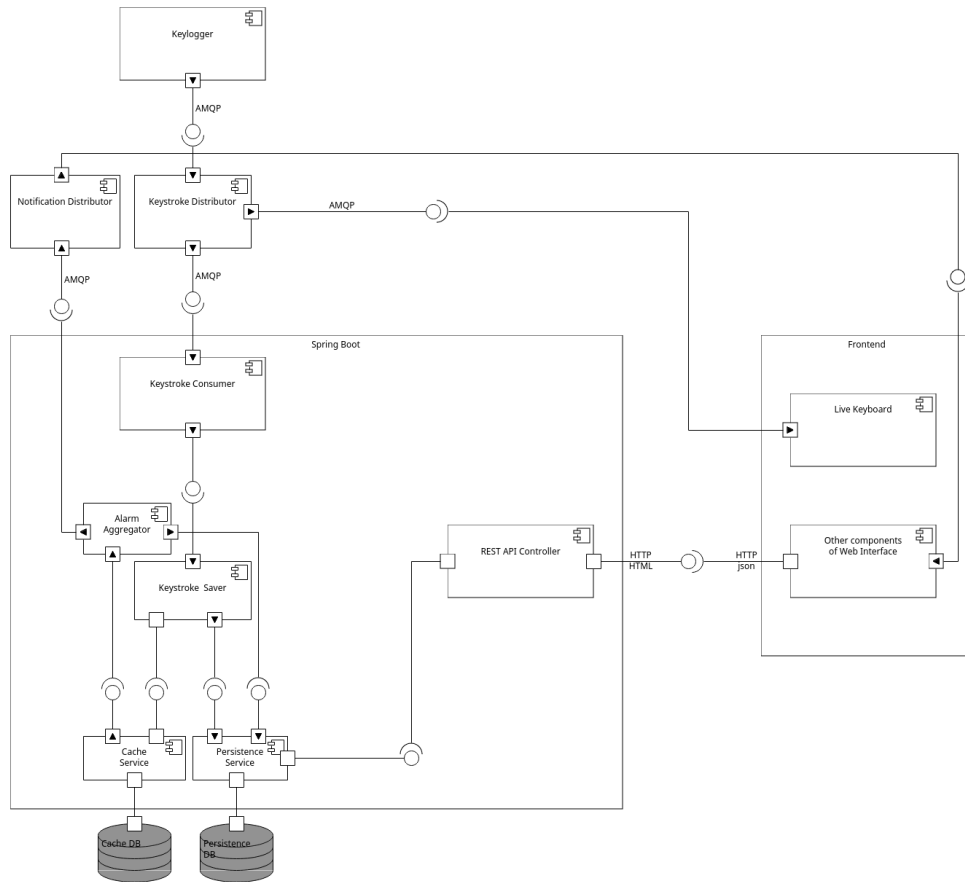 Keylogger
AMQP
Notification Distributor
Keystroke Distributor
AMQP
AMQP
AMQP
Spring Boot
Frontend
Keystroke Consumer
Live Keyboard
Alarm
Aggregator
REST API Controller
Other components
of Web Interface
HTTP
HTML
HTTP
json
Keystroke Saver
Cache
Service
Persistence
Service
Cache DB
Persistence
DB